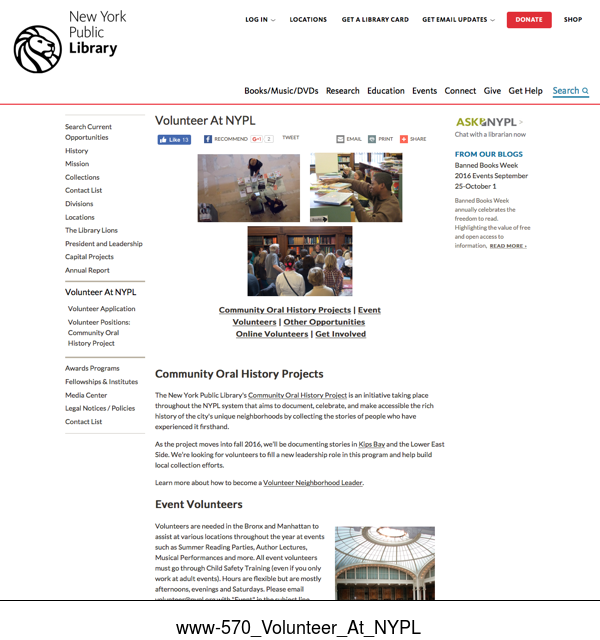 New York
Public
Library
LOG IN
LOCATIONS
GET A LIBRARY CARD
GET EMAIL UPDATES
DONATE
SHOP
Books/Music/DVDs
Research
Education
Events
Connect
Give
Get Help
Search
Search Current
Opportunities
History
Mission
Collections
Contact List
Divisions
Locations
The Library Lions
President and Leadership
Capital Projects
Annual Report
Volunteer At NYPL
Volunteer Application
Volunteer Positions:
Community Oral
History Project
Awards Programs
Fellowships & Institutes
Media Center
Legal Notices / Policies
Contact List
Volunteer At NYPL
Like 13
RECOMMEND
+1
2
TWEET
EMAIL
PRINT
SHARE
Community Oral History Projects | Event
Volunteers | Other Opportunities
Online Volunteers | Get Involved
Community Oral History Projects
The New York Public Library's Community Oral History Project is an initiative taking place
throughout the NYPL system that aims to document, celebrate, and make accessible the rich
history of the city's unique neighborhoods by collecting the stories of people who have
experienced it firsthand.
As the project moves into fall 2016, we'll be documenting stories in Kips Bay and the Lower East
Side. We're looking for volunteers to fill a new leadership role in this program and help build
local collection efforts.
Learn more about how to become a Volunteer Neighborhood Leader.
Event Volunteers
Volunteers are needed in the Bronx and Manhattan to
assist at various locations throughout the year at events
such as Summer Reading Parties, Author Lectures,
Musical Performances and more. All event volunteers
must go through Child Safety Training (even if you only
work at adult events). Hours are flexible but are mostly
afternoons, evenings and Saturdays. Please email
volunteer@nypl.org with "Event" in the subject line
ASK NYPL >
Chat with a librarian now
FROM OUR BLOGS
Banned Books Week
2016 Events September
25-October 1
Banned Books Week
annually celebrates the
freedom to read.
Highlighting the value of free
and open access to
information, READ MORE ›
www-570_Volunteer_At_NYPL